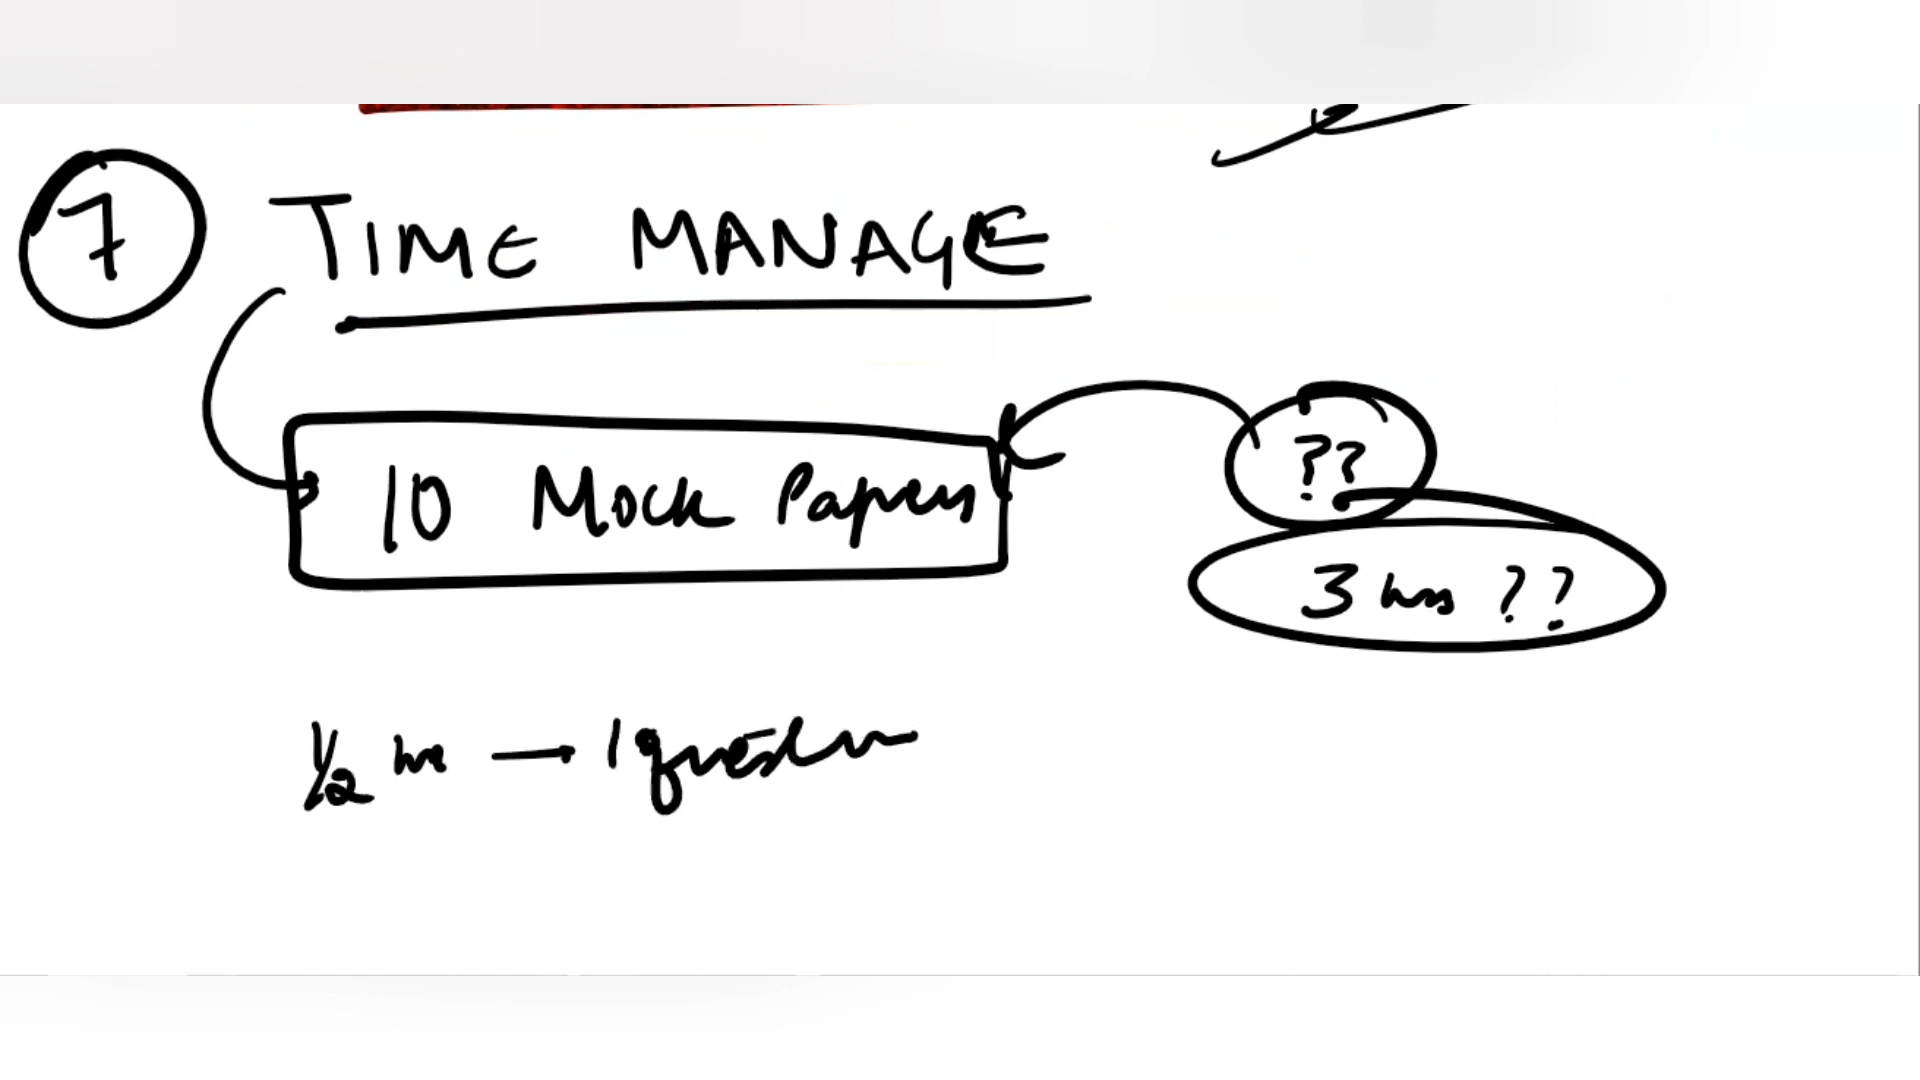 7 TIME MANAGE
??
10 Mock Papers
3 hrs ??
1/2 hr → 1 question